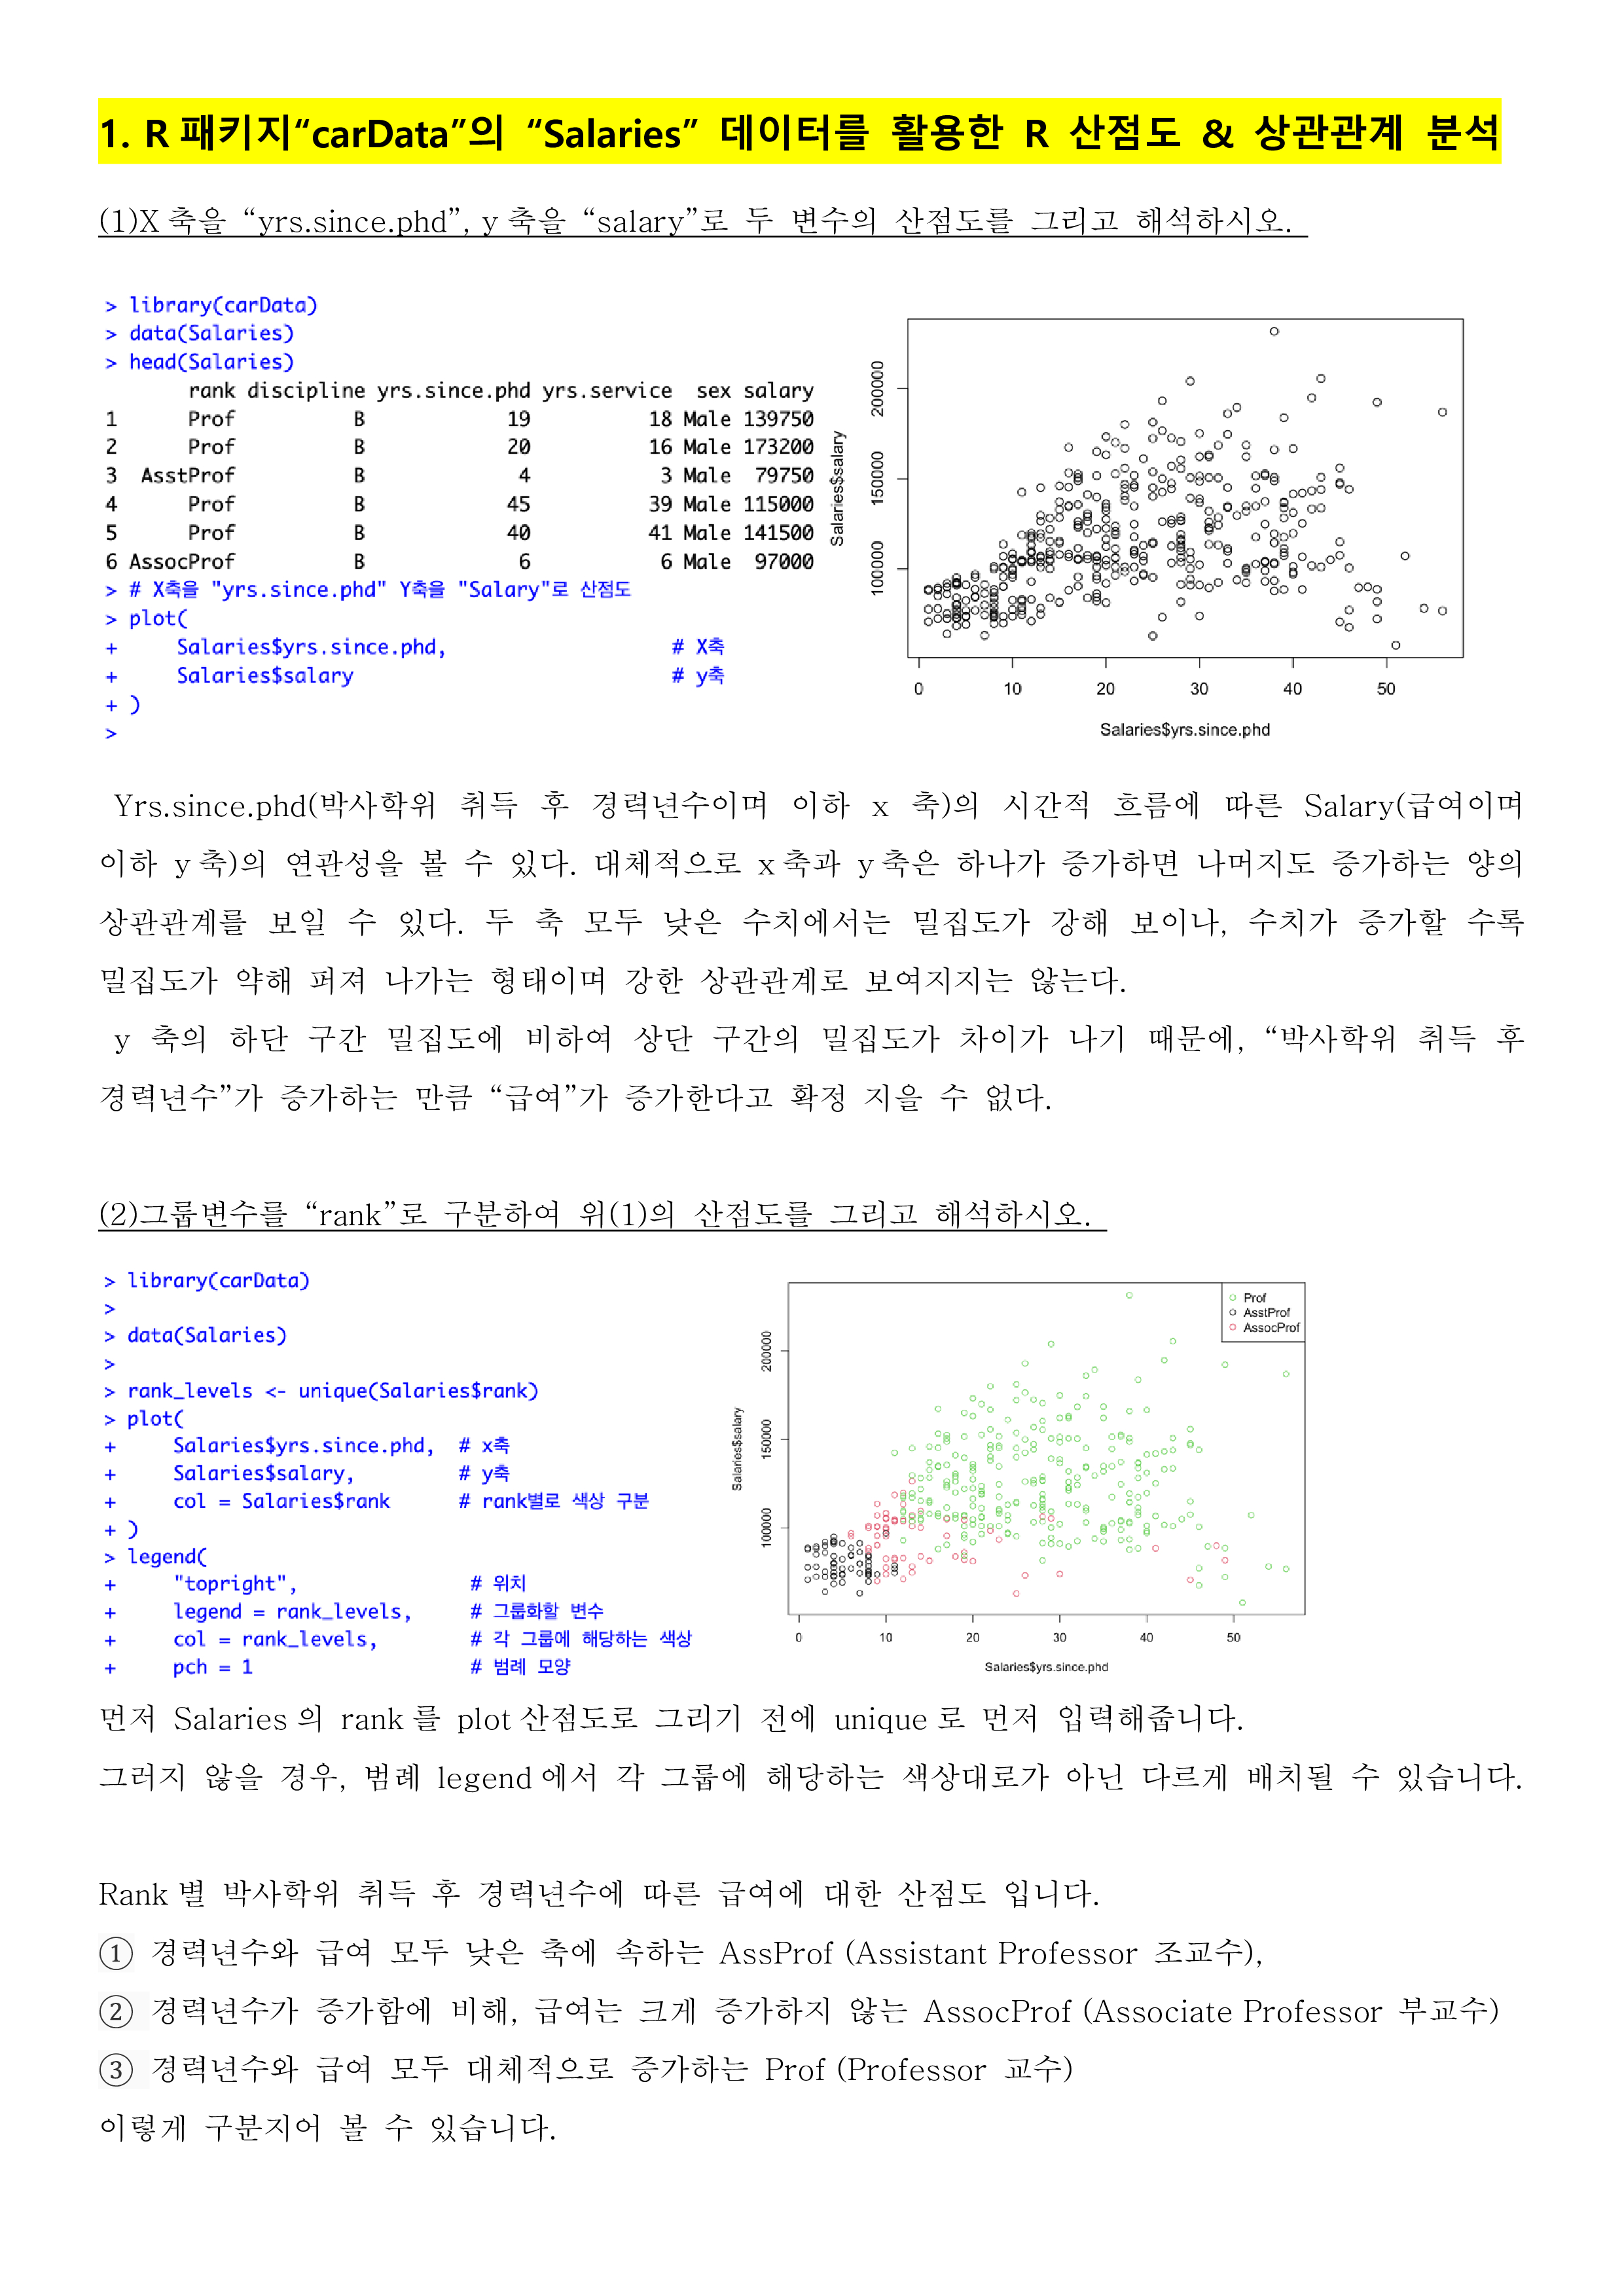 1. R 패키지“carData”의 “Salaries” 데이터를 활용한 R 산점도 & 상관관계 분석
(1)X 축을 “yrs.since.phd”, y 축을 “salary”로 두 변수의 산점도를 그리고 해석하시오.
> library(carData)
> data(Salaries)
> head(Salaries)
rank discipline yrs.since.phd yrs.service sex salary
1 Prof B 19 18 Male 139750
2 Prof B 20 16 Male 173200
3 AsstProf B 4 3 Male 79750
4 Prof B 45 39 Male 115000
5 Prof B 40 41 Male 141500
6 AssocProf B 6 6 Male 97000
> # X축을 "yrs.since.phd" Y축을 "Salary"로 산점도
> plot(
+ Salaries$yrs.since.phd, # X축
+ Salaries$salary # y축
+ )
>
Salaries$salary
200000
150000
100000
0 10 20 30 40 50
Salaries$yrs.since.phd
Yrs.since.phd(박사학위 취득 후 경력년수이며 이하 x 축)의 시간적 흐름에 따른 Salary(급여이며
이하 y 축)의 연관성을 볼 수 있다. 대체적으로 x 축과 y 축은 하나가 증가하면 나머지도 증가하는 양의
상관관계를 보일 수 있다. 두 축 모두 낮은 수치에서는 밀집도가 강해 보이나, 수치가 증가할 수록
밀집도가 약해 퍼져 나가는 형태이며 강한 상관관계로 보여지지는 않는다.
y 축의 하단 구간 밀집도에 비하여 상단 구간의 밀집도가 차이가 나기 때문에, “박사학위 취득 후
경력년수”가 증가하는 만큼 “급여”가 증가한다고 확정 지을 수 없다.
(2)그룹변수를 “rank”로 구분하여 위(1)의 산점도를 그리고 해석하시오.
> library(carData)
>
> data(Salaries)
>
> rank_levels <- unique(Salaries$rank)
> plot(
+ Salaries$yrs.since.phd, # x축
+ Salaries$salary, # y축
+ col = Salaries$rank # rank별로 색상 구분
+ )
> legend(
+ "topright", # 위치
+ legend = rank_levels, # 그룹화할 변수
+ col = rank_levels, # 각 그룹에 해당하는 색상
+ pch = 1 # 범례 모양
Prof
AsstProf
AssocProf
Salaries$salary
200000
150000
100000
0 10 20 30 40 50
Salaries$yrs.since.phd
먼저 Salaries 의 rank 를 plot 산점도로 그리기 전에 unique 로 먼저 입력해줍니다.
그러지 않을 경우, 범례 legend 에서 각 그룹에 해당하는 색상대로가 아닌 다르게 배치될 수 있습니다.
Rank 별 박사학위 취득 후 경력년수에 따른 급여에 대한 산점도 입니다.
① 경력년수와 급여 모두 낮은 축에 속하는 AssProf (Assistant Professor 조교수),
② 경력년수가 증가함에 비해, 급여는 크게 증가하지 않는 AssocProf (Associate Professor 부교수)
③ 경력년수와 급여 모두 대체적으로 증가하는 Prof (Professor 교수)
이렇게 구분지어 볼 수 있습니다.